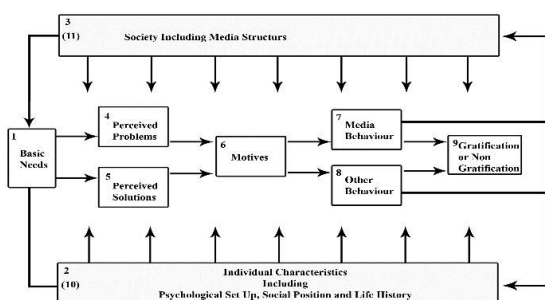 3
(11)
Society Including Media Structurs
1
Basic
Needs
4
Perceived
Problems
5
Perceived
Solutions
6
Motives
7
Media
Behaviour
8
Other
Behaviour
9 Gratification
or Non
Gratification
2
(10)
Individual Characteristics
Including
Psychological Set Up, Social Position and Life History